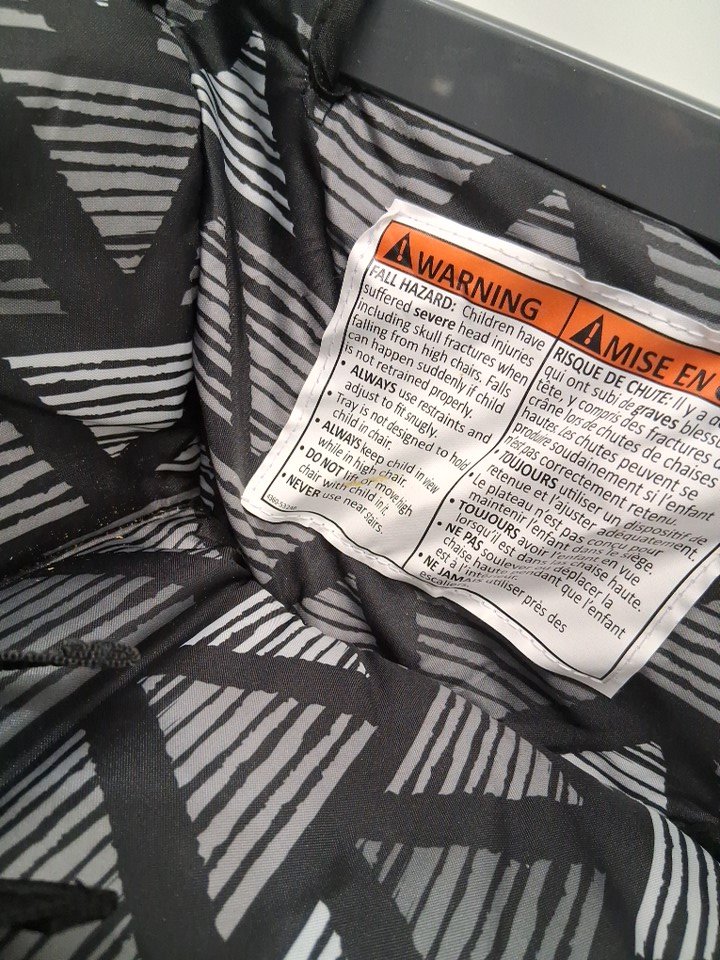 WARNING
FALL HAZARD: Children have
suffered severe head injuries
including skull fractures when
falling from high chairs. Falls
can happen suddenly if child
is not retrained properly.
• ALWAYS use restraints and
adjust to fit snugly.
• Tray is not designed to hold
child in chair.
• ALWAYS keep child in view
while in high chair.
• DO NOT lift or move high
chair with child in it.
• NEVER use near stairs.
MISE EN
RISQUE DE CHUTE: Il y a
qui ont subi de graves
tête, y compris des fractures
crâne lors de chutes de chaises
hautes. Les chutes peuvent se
produire soudainement si l'enfant
n'est pas correctement retenu.
• TOUJOURS utiliser un dispositif de
retenue et l'ajuster adéquatement.
Le plateau n'est pas conçu pour
maintenir l'enfant dans le siège.
• TOUJOURS avoir l'enfant en vue
lorsqu'il est dans la chaise haute.
• NE PAS soulever
chaise haute pendant que l'enfant
est à l'intérieur.
• NE JAMAIS utiliser près des
escaliers.